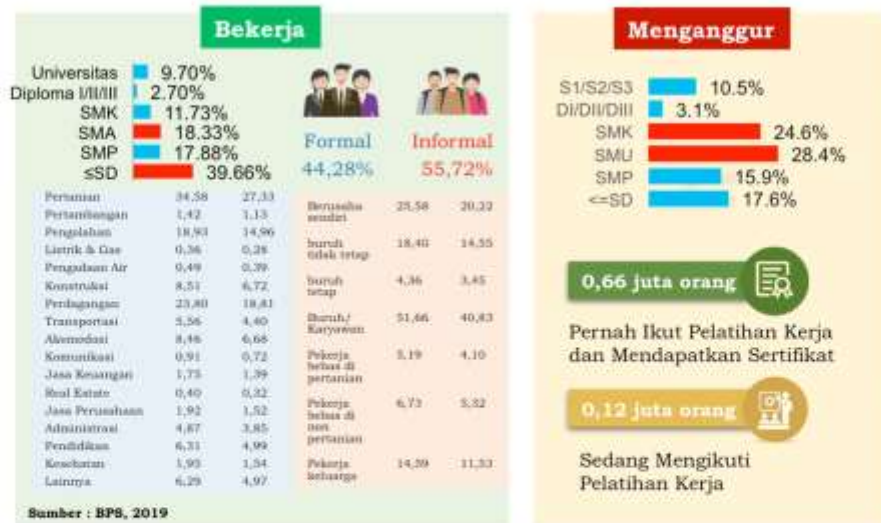 Bekerja
Universitas 9.70%
Diploma I/II/III 2.70%
SMK 11.73%
SMA 18.33%
SMP 17.88%
≤SD 39.66%
Formal
44,28%
Informal
55,72%
Pertanian 34,58 27,33
Pertambangan 1,42 1,13
Pengolahan 18,93 14,96
Listrik & Gas 0,36 0,28
Pengadaan Air 0,49 0,39
Konstruksi 8,51 6,72
Perdagangan 23,80 18,81
Transportasi 5,56 4,40
Akomodasi 8,46 6,68
Komunikasi 0,91 0,72
Jasa Keuangan 1,75 1,39
Real Estate 0,40 0,32
Jasa Perusahaan 1,92 1,52
Administrasi 4,87 3,85
Pendidikan 6,31 4,99
Kesehatan 1,95 1,54
Lainnya 6,29 4,97
Berusaha 25,58 20,22
sendiri
buruh 18,40 14,55
tidak tetap
buruh 4,36 3,45
tetap
Buruh/ 51,66 40,83
Karyawan
Pekerja 5,19 4,10
bebas di
pertanian
Pekerja 6,73 5,32
bebas di
non
pertanian
Pekerja 14,59 11,53
keluarga
Sumber : BPS, 2019
Menganggur
S1/S2/S3 10.5%
DI/DII/DIII 3.1%
SMK 24.6%
SMU 28.4%
SMP 15.9%
<=SD 17.6%
0,66 juta orang
Pernah Ikut Pelatihan Kerja
dan Mendapatkan Sertifikat
0,12 juta orang
Sedang Mengikuti
Pelatihan Kerja